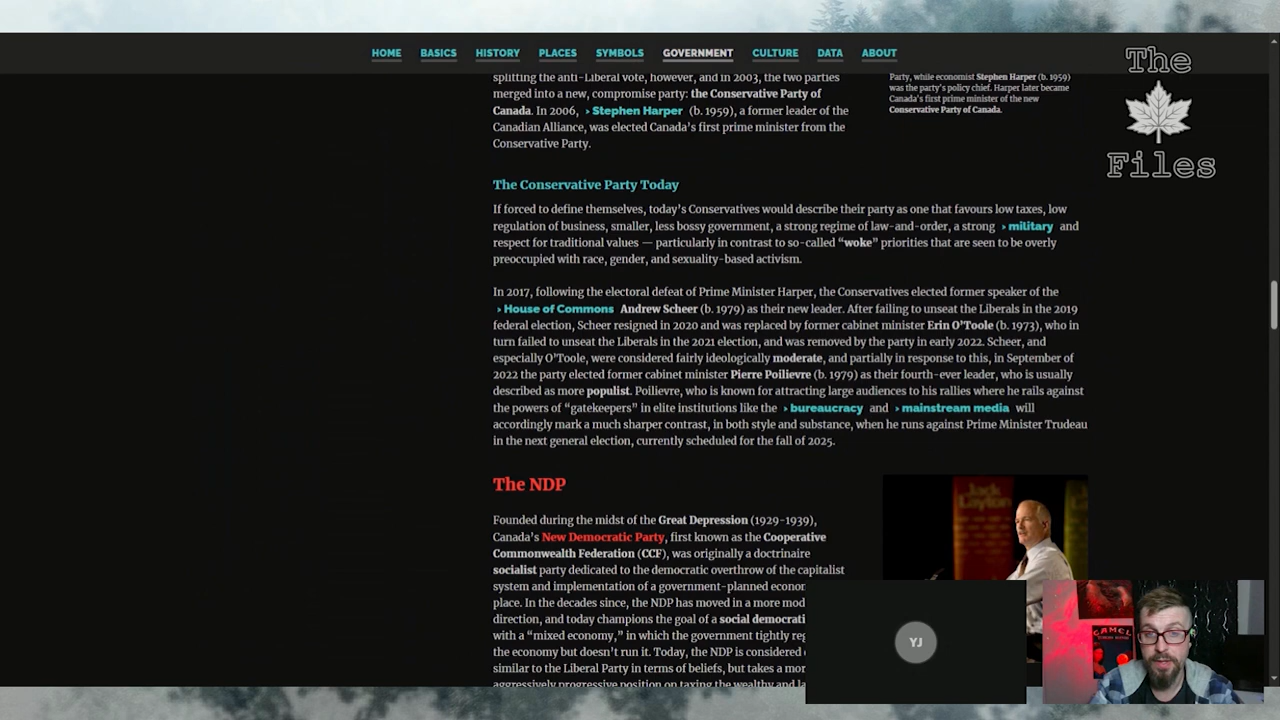 HOME BASICS HISTORY PLACES SYMBOLS GOVERNMENT CULTURE DATA ABOUT
The
Files
splitting the anti-Liberal vote, however, and in 2003, the two parties
merged into a new, compromise party: the Conservative Party of
Canada. In 2006, › Stephen Harper (b. 1959), a former leader of the
Canadian Alliance, was elected Canada's first prime minister from the
Conservative Party.
Party, while economist Stephen Harper (b. 1959)
was the party's policy chief. Harper later became
Canada's first prime minister of the new
Conservative Party of Canada.
The Conservative Party Today
If forced to define themselves, today's Conservatives would describe their party as one that favours low taxes, low
regulation of business, smaller, less bossy government, a strong regime of law-and-order, a strong › military and
respect for traditional values — particularly in contrast to so-called “woke” priorities that are seen to be overly
preoccupied with race, gender, and sexuality-based activism.
In 2017, following the electoral defeat of Prime Minister Harper, the Conservatives elected former speaker of the
› House of Commons Andrew Scheer (b. 1979) as their new leader. After failing to unseat the Liberals in the 2019
federal election, Scheer resigned in 2020 and was replaced by former cabinet minister Erin O'Toole (b. 1973), who in
turn failed to unseat the Liberals in the 2021 election, and was removed by the party in early 2022. Scheer, and
especially O'Toole, were considered fairly ideologically moderate, and partially in response to this, in September of
2022 the party elected former cabinet minister Pierre Poilievre (b. 1979) as their fourth-ever leader, who is usually
described as more populist. Poilievre, who is known for attracting large audiences to his rallies where he rails against
the powers of “gatekeepers” in elite institutions like the › bureaucracy and › mainstream media will
accordingly mark a much sharper contrast, in both style and substance, when he runs against Prime Minister Trudeau
in the next general election, currently scheduled for the fall of 2025.
The NDP
Founded during the midst of the Great Depression (1929-1939),
Canada's New Democratic Party, first known as the Cooperative
Commonwealth Federation (CCF), was originally a doctrinaire
socialist party dedicated to the democratic overthrow of the capitalist
system and implementation of a government-planned econom
place. In the decades since, the NDP has moved in a more mod
direction, and today champions the goal of a social democrati
with a “mixed economy,” in which the government tightly reg
the economy but doesn't run it. Today, the NDP is considered
similar to the Liberal Party in terms of beliefs, but takes a mor
aggressively progressive position on taxing the wealthy and la
Jack
Layton
YJ
CAMEL